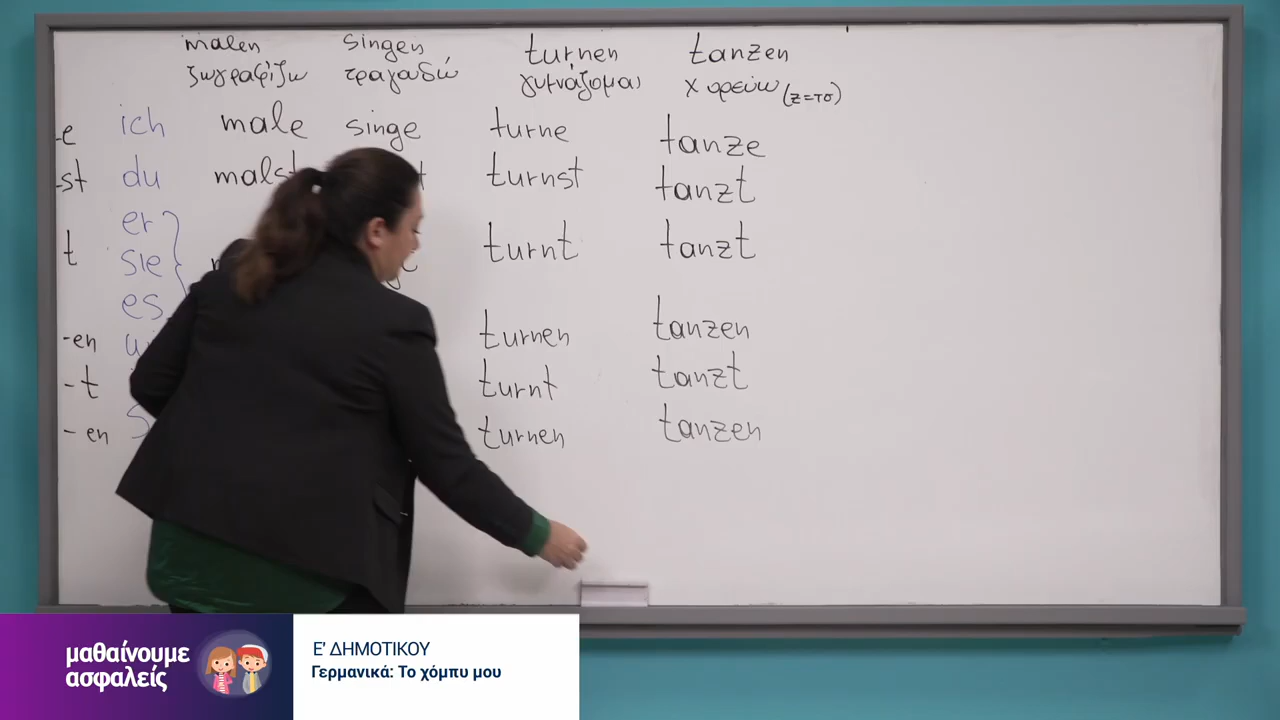 malen singen turnen tanzen
ζωγραφίζω τραγουδώ γυμνάζομαι χορεύω (z=τσ)
-e ich male singe turne tanze
-st du malst turnst tanzt
er
t sie turnt tanzt
es
-en turnen tanzen
-t turnt tanzt
-en turnen tanzen
μαθαίνουμε
ασφαλείς
Ε' ΔΗΜΟΤΙΚΟΥ
Γερμανικά: Το χόμπυ μου